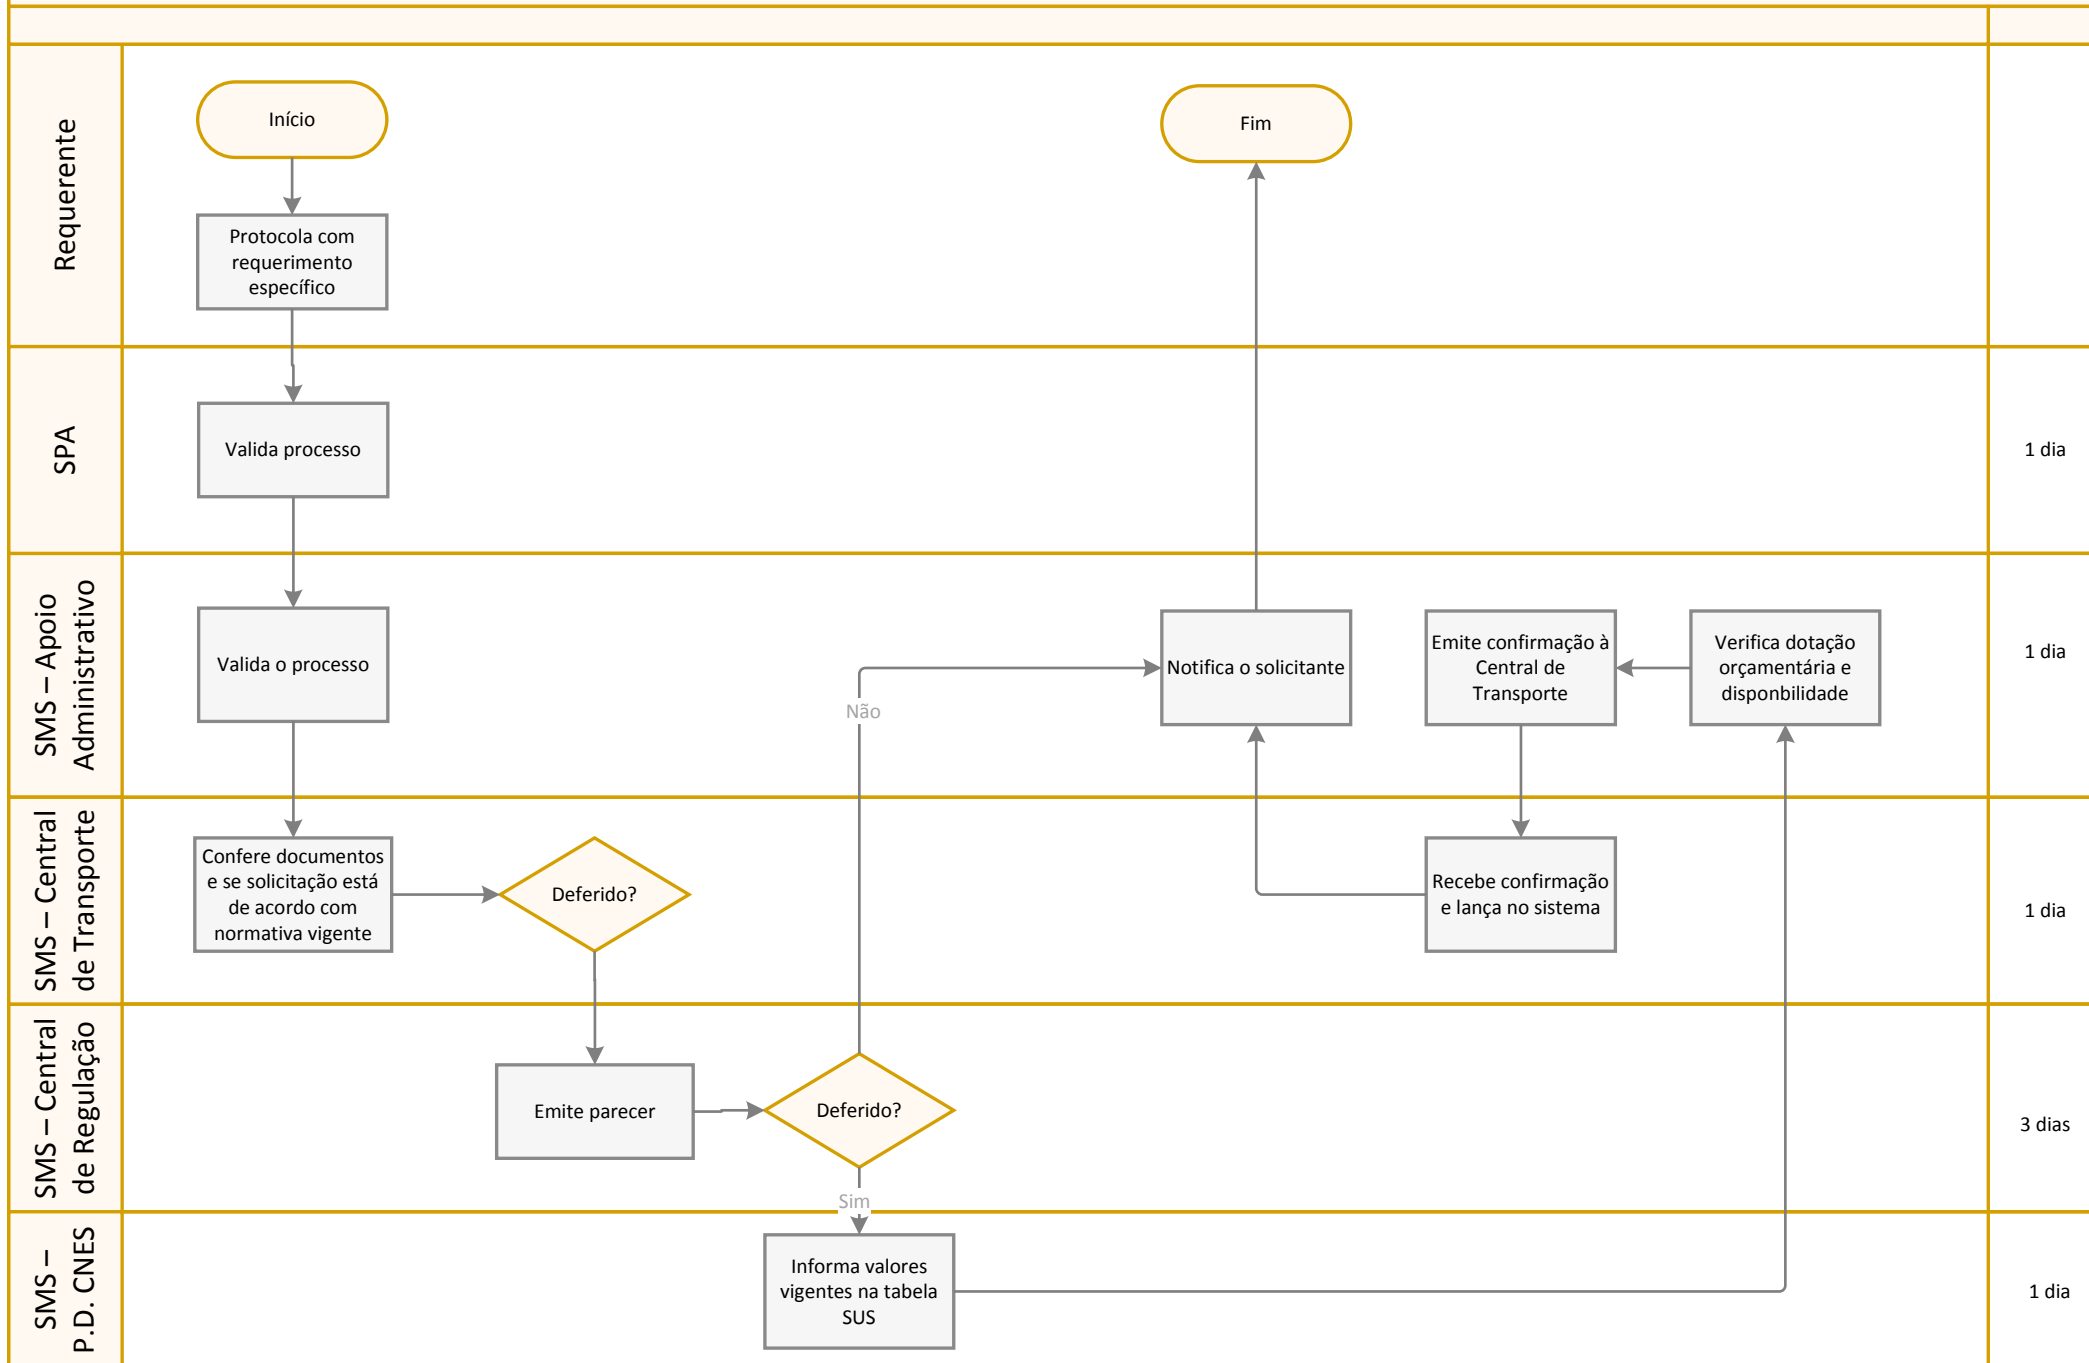 Requerente
Início
Fim
Protocola com
requerimento
específico
SPA
Valida processo
1 dia
SMS – Apoio
Administrativo
Valida o processo
Não
Notifica o solicitante
Emite confirmação à
Central de
Transporte
Verifica dotação
orçamentária e
disponbilidade
1 dia
SMS – Central
de Transporte
Confere documentos
e se solicitação está
de acordo com
normativa vigente
Deferido?
Recebe confirmação
e lança no sistema
1 dia
SMS – Central
de Regulação
Emite parecer
Deferido?
Sim
3 dias
SMS –
P.D. CNES
Informa valores
vigentes na tabela
SUS
1 dia